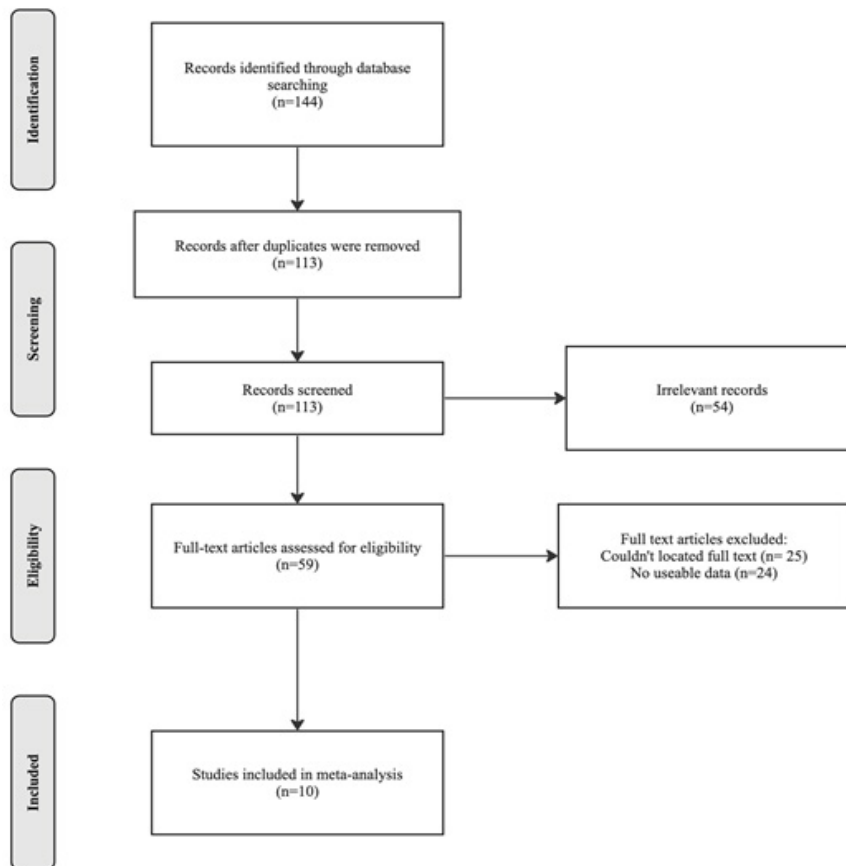 Identification
Records identified through database
searching
(n=144)
Records after duplicates were removed
(n=113)
Screening
Records screened
(n=113)
Irrelevant records
(n=54)
Eligibility
Full-text articles assessed for eligibility
(n=59)
Full text articles excluded:
Couldn't located full text (n= 25)
No useable data (n=24)
Included
Studies included in meta-analysis
(n=10)